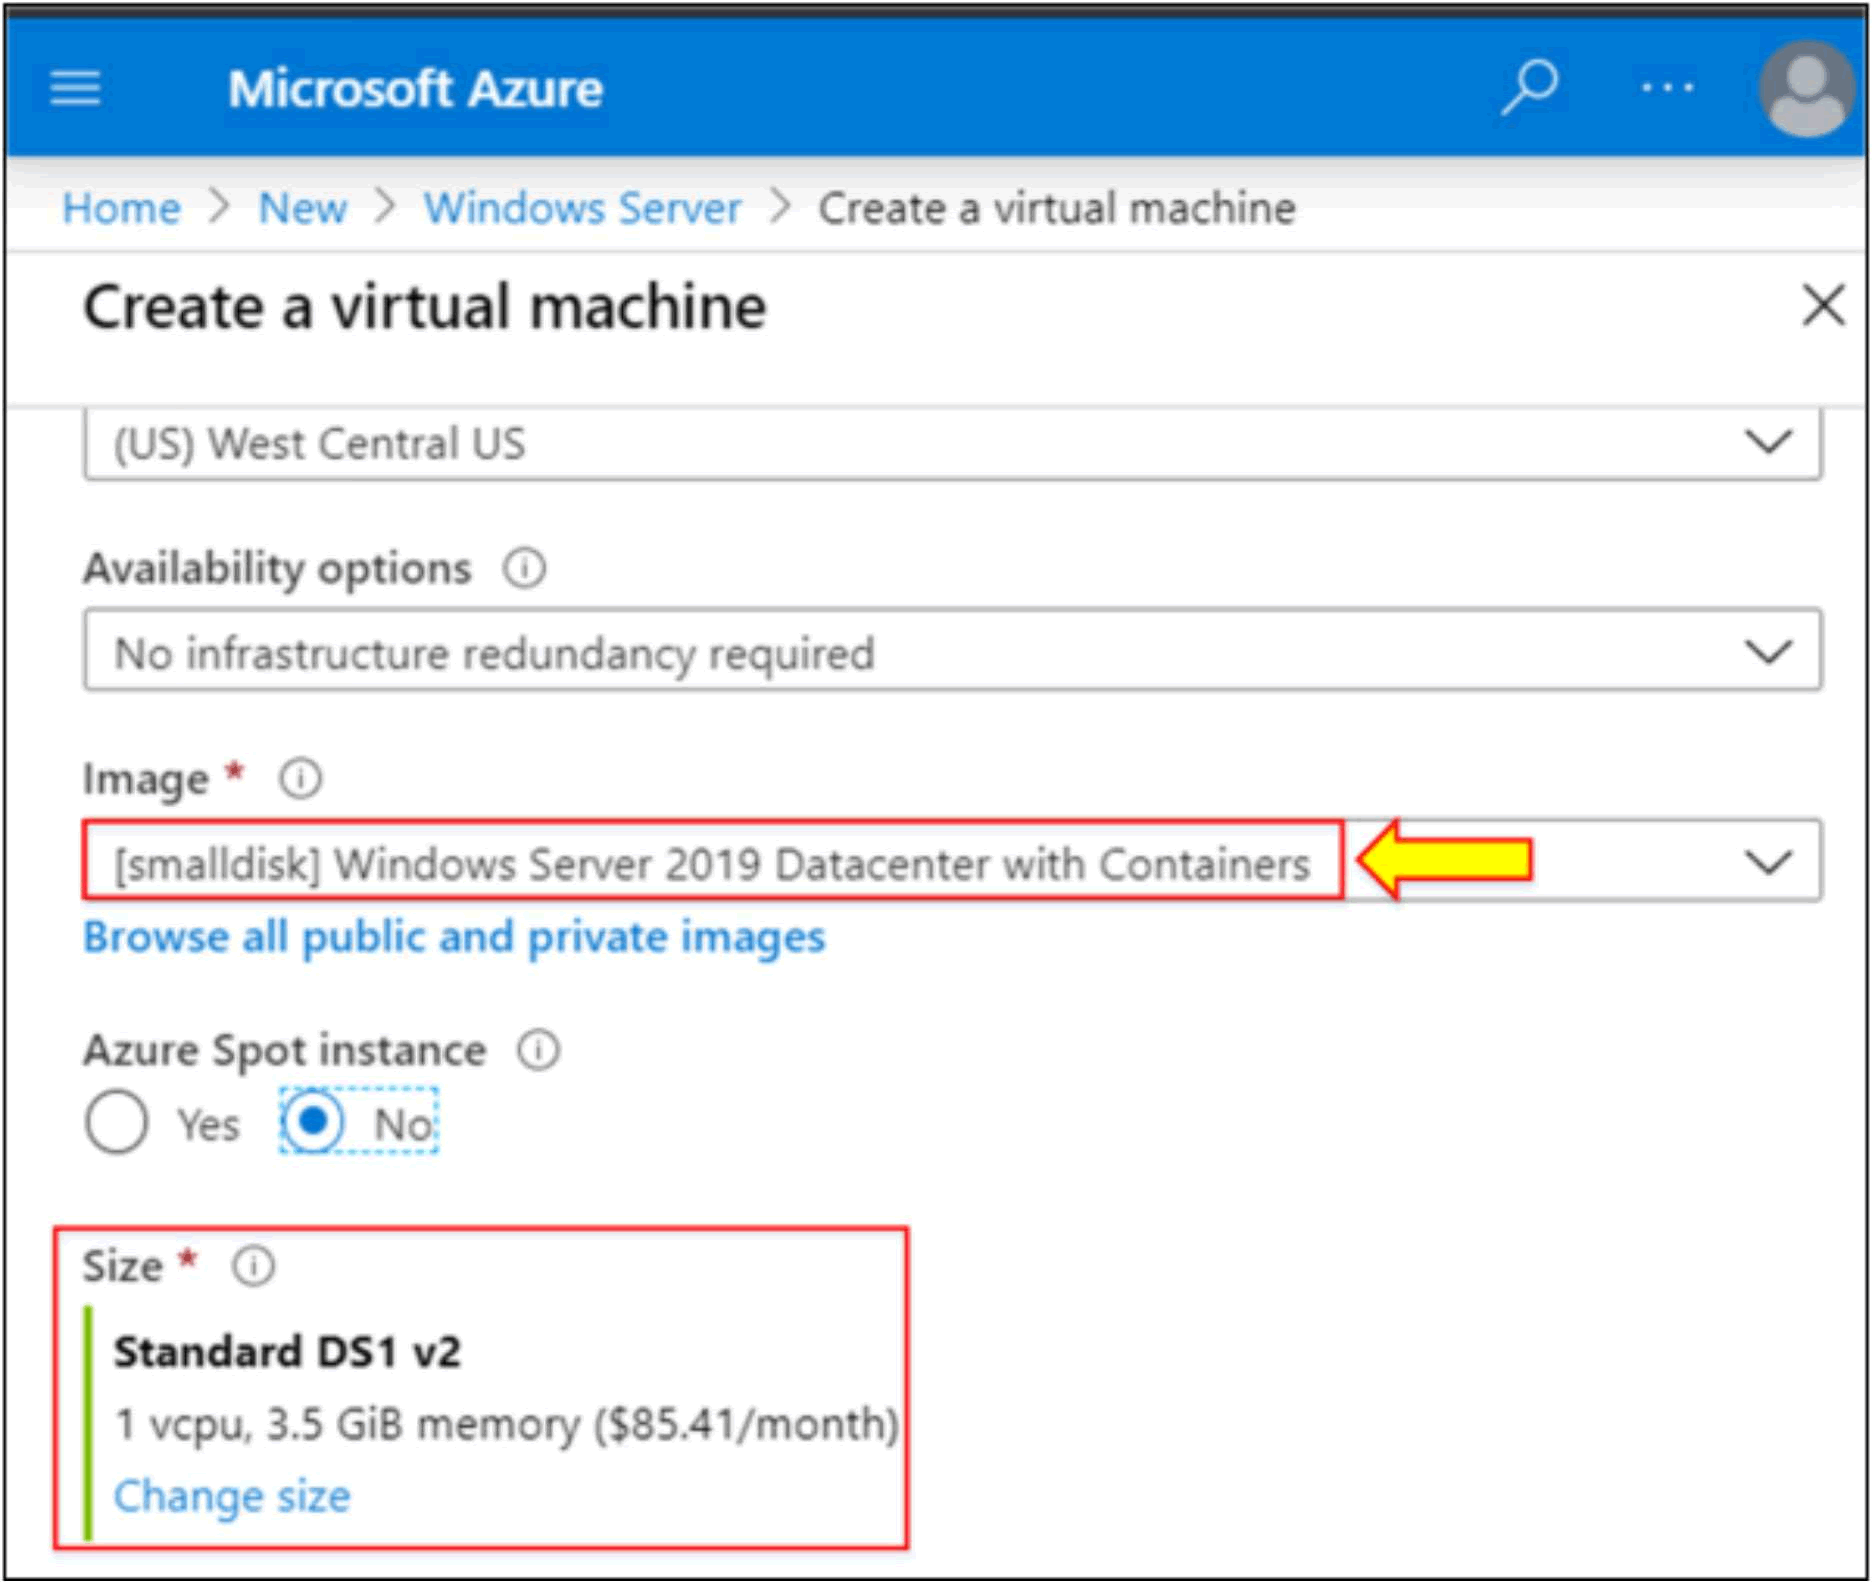 Microsoft Azure
Home > New > Windows Server > Create a virtual machine
Create a virtual machine
(US) West Central US
Availability options
No infrastructure redundancy required
Image *
[smalldisk] Windows Server 2019 Datacenter with Containers
Browse all public and private images
Azure Spot instance
Yes No
Size *
Standard DS1 v2
1 vcpu, 3.5 GiB memory ($85.41/month)
Change size